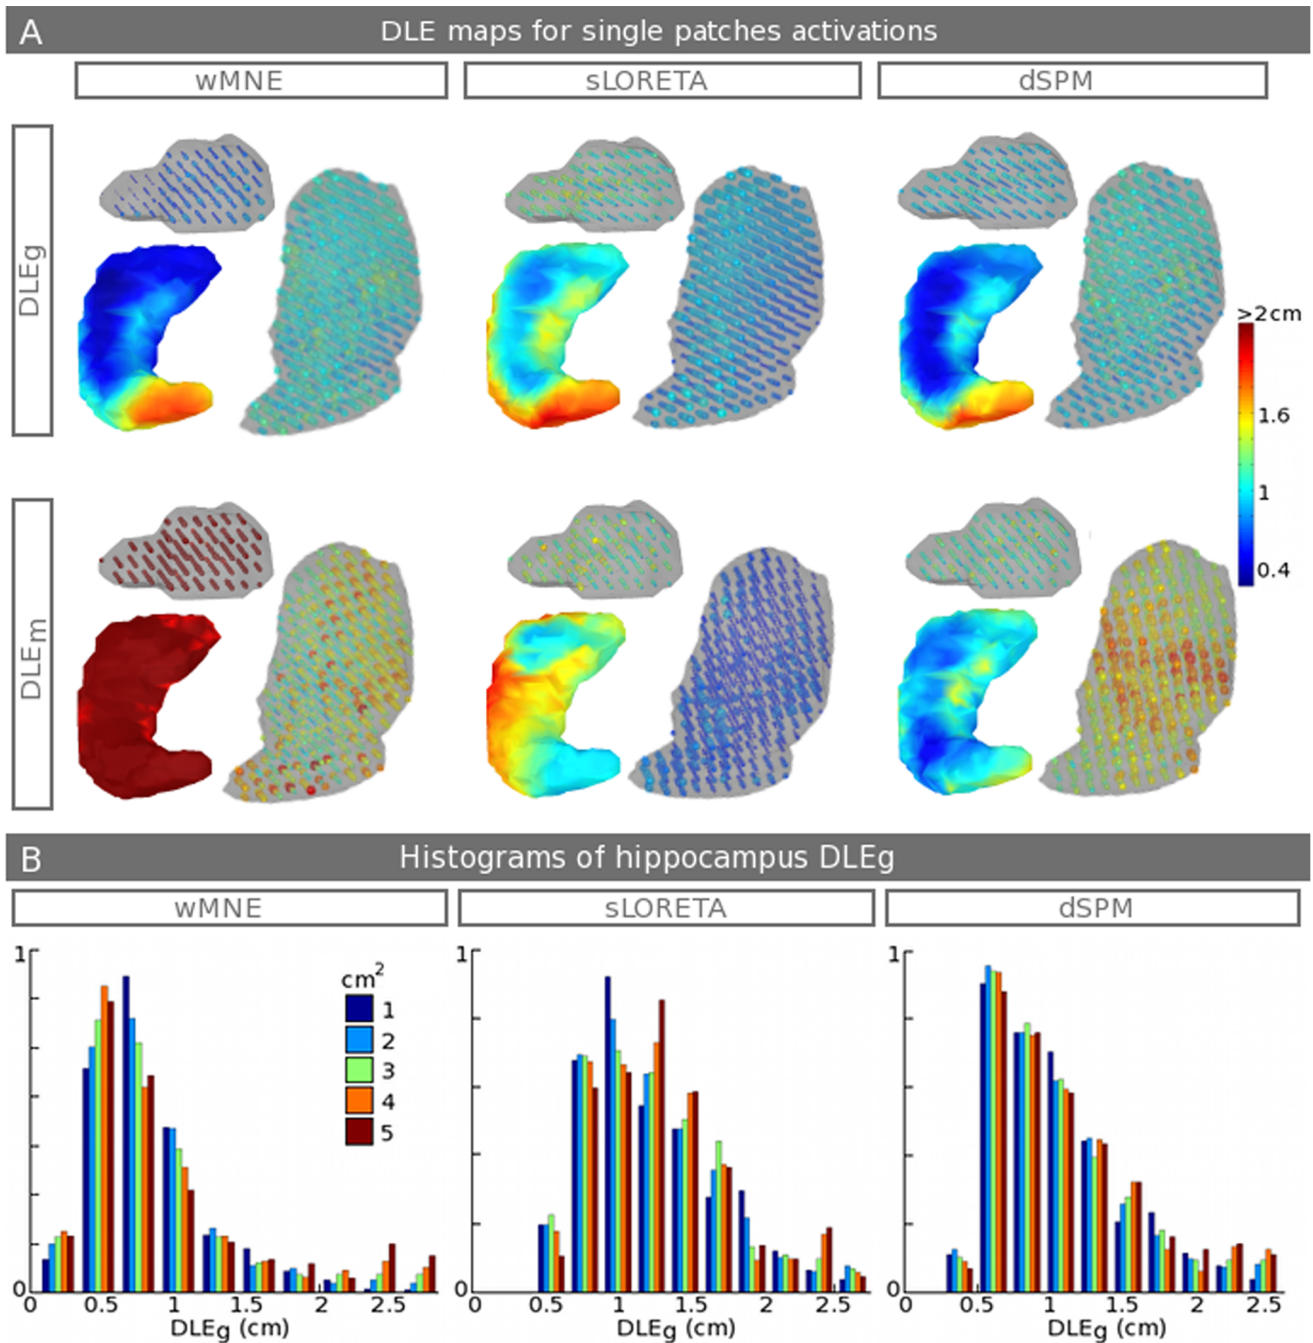 A DLE maps for single patches activations
wMNE sLORETA dSPM
DLEg
>2cm
1.6
1
0.4
DLEm
B Histograms of hippocampus DLEg
wMNE sLORETA dSPM
1 1 1
cm2
1
2
3
4
5
0 0 0
0 0.5 1 1.5 2 2.5 0 0.5 1 1.5 2 2.5 0 0.5 1 1.5 2 2.5
DLEg (cm) DLEg (cm) DLEg (cm)